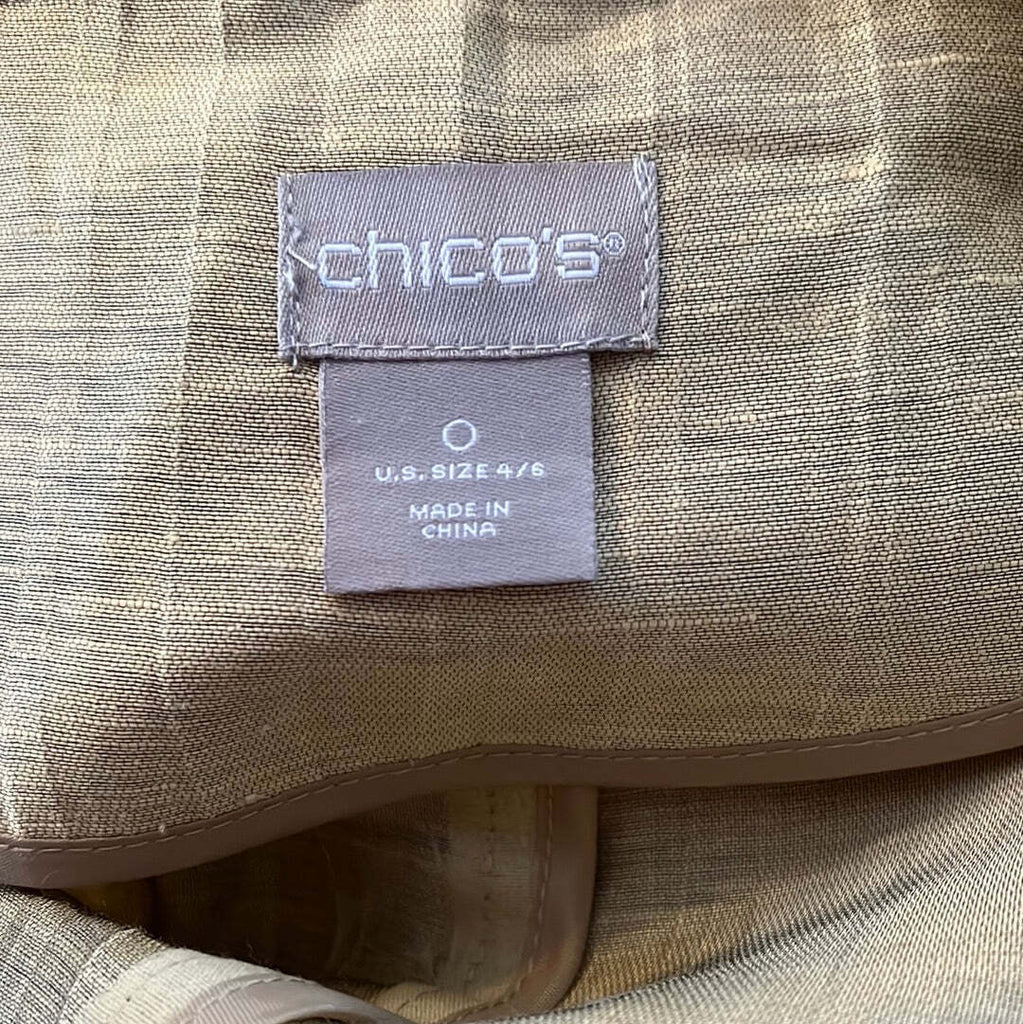 chico's®
0
U.S. SIZE 4/6
MADE IN
CHINA